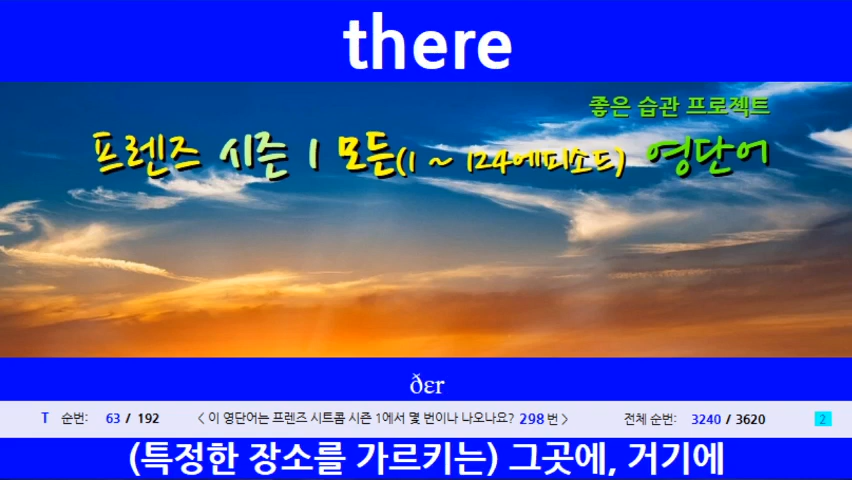 there
좋은 습관 프로젝트
프렌즈 시즌 1 모든(1 ~ 124에피소드) 영단어
ðɛr
T 순번: 63 / 192 < 이 영단어는 프렌즈 시트콤 시즌 1에서 몇 번이나 나오나요? 298 번 > 전체 순번: 3240 / 3620 2
(특정한 장소를 가르키는) 그곳에, 거기에